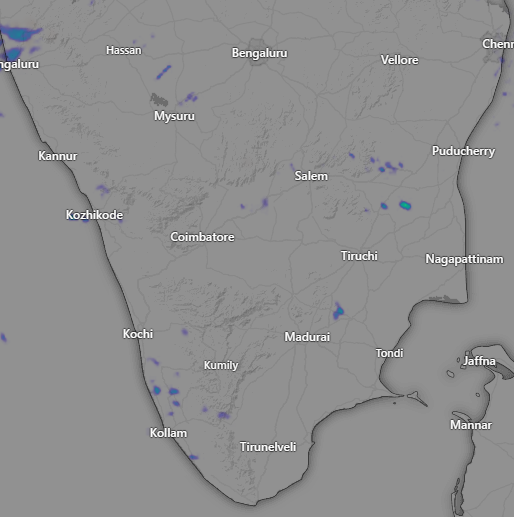 Hassan
Bengaluru
Chenn
Vellore
ngaluru
Mysuru
Kannur
Puducherry
Salem
Kozhikode
Coimbatore
Tiruchi
Nagapattinam
Kochi
Madurai
Tondi
Kumily
Jaffna
Kollam
Mannar
Tirunelveli